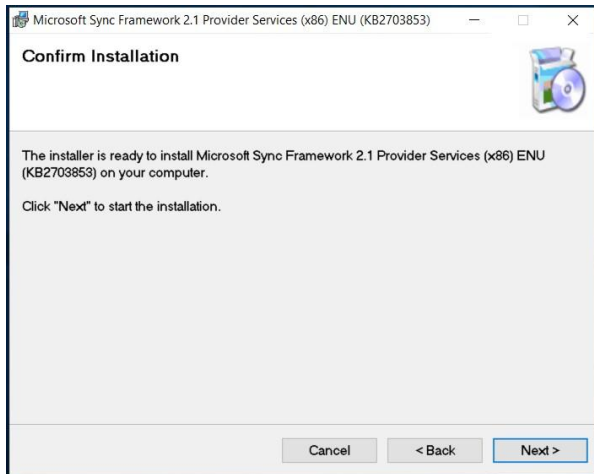 Microsoft Sync Framework 2.1 Provider Services (x86) ENU (KB2703853)
Confirm Installation
The installer is ready to install Microsoft Sync Framework 2.1 Provider Services (x86) ENU
(KB2703853) on your computer.
Click "Next" to start the installation.
Cancel
< Back
Next >